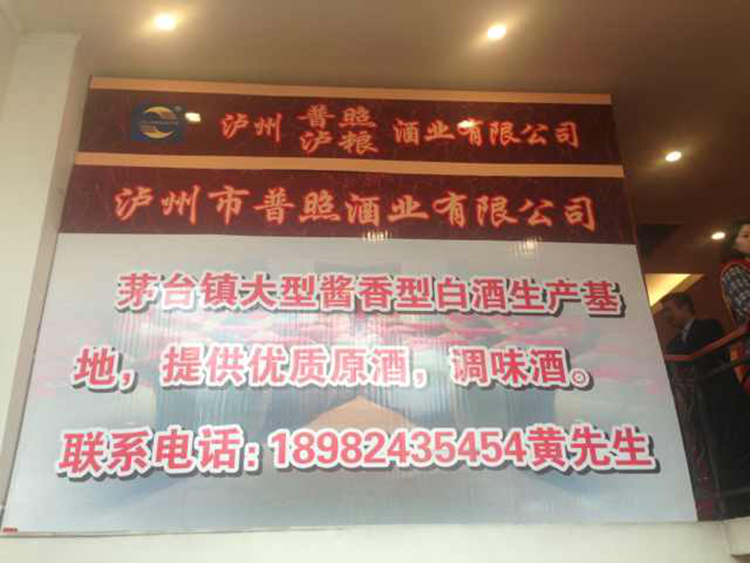 泸州 普照 泸粮 酒业有限公司
泸州市普照酒业有限公司
茅台镇大型酱香型白酒生产基
地，提供优质原酒，调味酒。
联系电话：18982435454黄先生